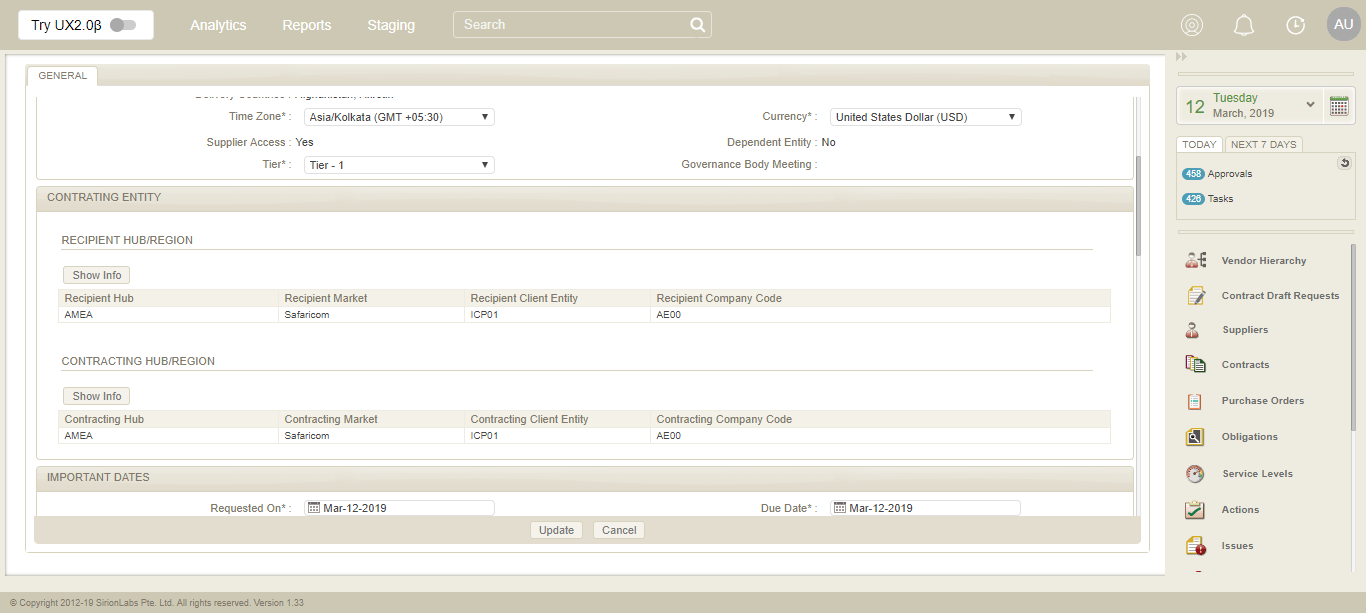 Try UX2.0β Analytics Reports Staging Search AU
GENERAL
Time Zone* : Asia/Kolkata (GMT +05:30) Currency* : United States Dollar (USD)
Supplier Access : Yes Dependent Entity : No
Tier* : Tier - 1 Governance Body Meeting :
CONTRATING ENTITY
RECIPIENT HUB/REGION
Show Info
Recipient Hub Recipient Market Recipient Client Entity Recipient Company Code
AMEA Safaricom ICP01 AE00
CONTRACTING HUB/REGION
Show Info
Contracting Hub Contracting Market Contracting Client Entity Contracting Company Code
AMEA Safaricom ICP01 AE00
IMPORTANT DATES
Requested On* : Mar-12-2019 Due Date* : Mar-12-2019
Update Cancel
12 Tuesday
March, 2019
TODAY NEXT 7 DAYS
458 Approvals
426 Tasks
Vendor Hierarchy
Contract Draft Requests
Suppliers
Contracts
Purchase Orders
Obligations
Service Levels
Actions
Issues
© Copyright 2012-19 SirionLabs Pte. Ltd. All rights reserved. Version 1.33